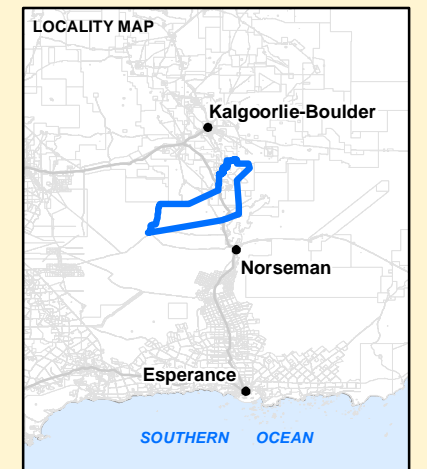 LOCALITY MAP
Kalgoorlie-Boulder
Norseman
Esperance
SOUTHERN OCEAN